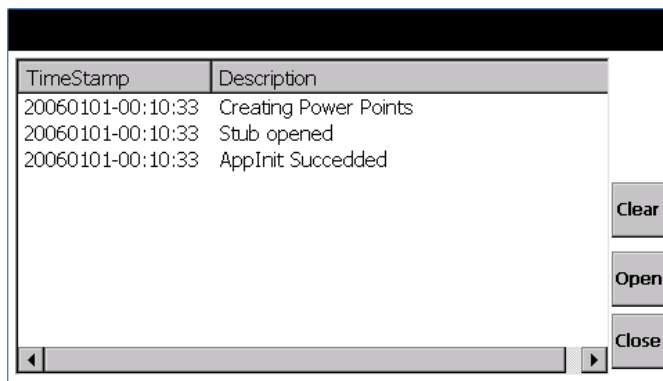 TimeStamp Description
20060101-00:10:33 Creating Power Points
20060101-00:10:33 Stub opened
20060101-00:10:33 AppInit Succedded
Clear
Open
Close